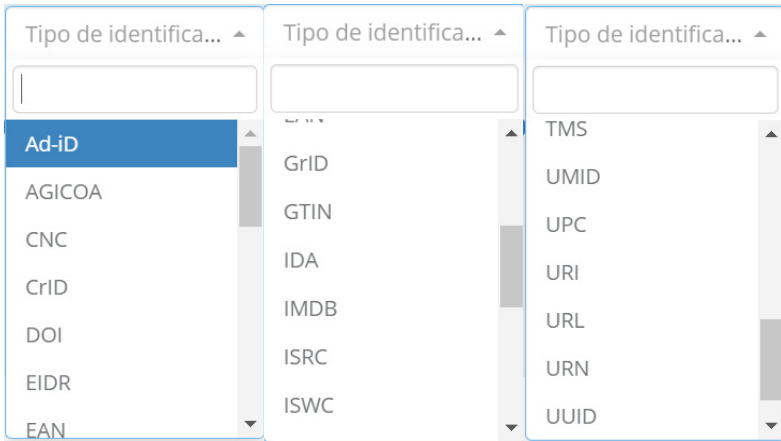 Tipo de identifica...
Ad-iD
AGICOA
CNC
CrID
DOI
EIDR
EAN
Tipo de identifica...
EAN
GrID
GTIN
IDA
IMDB
ISRC
ISWC
Tipo de identifica...
TMS
UMID
UPC
URI
URL
URN
UUID